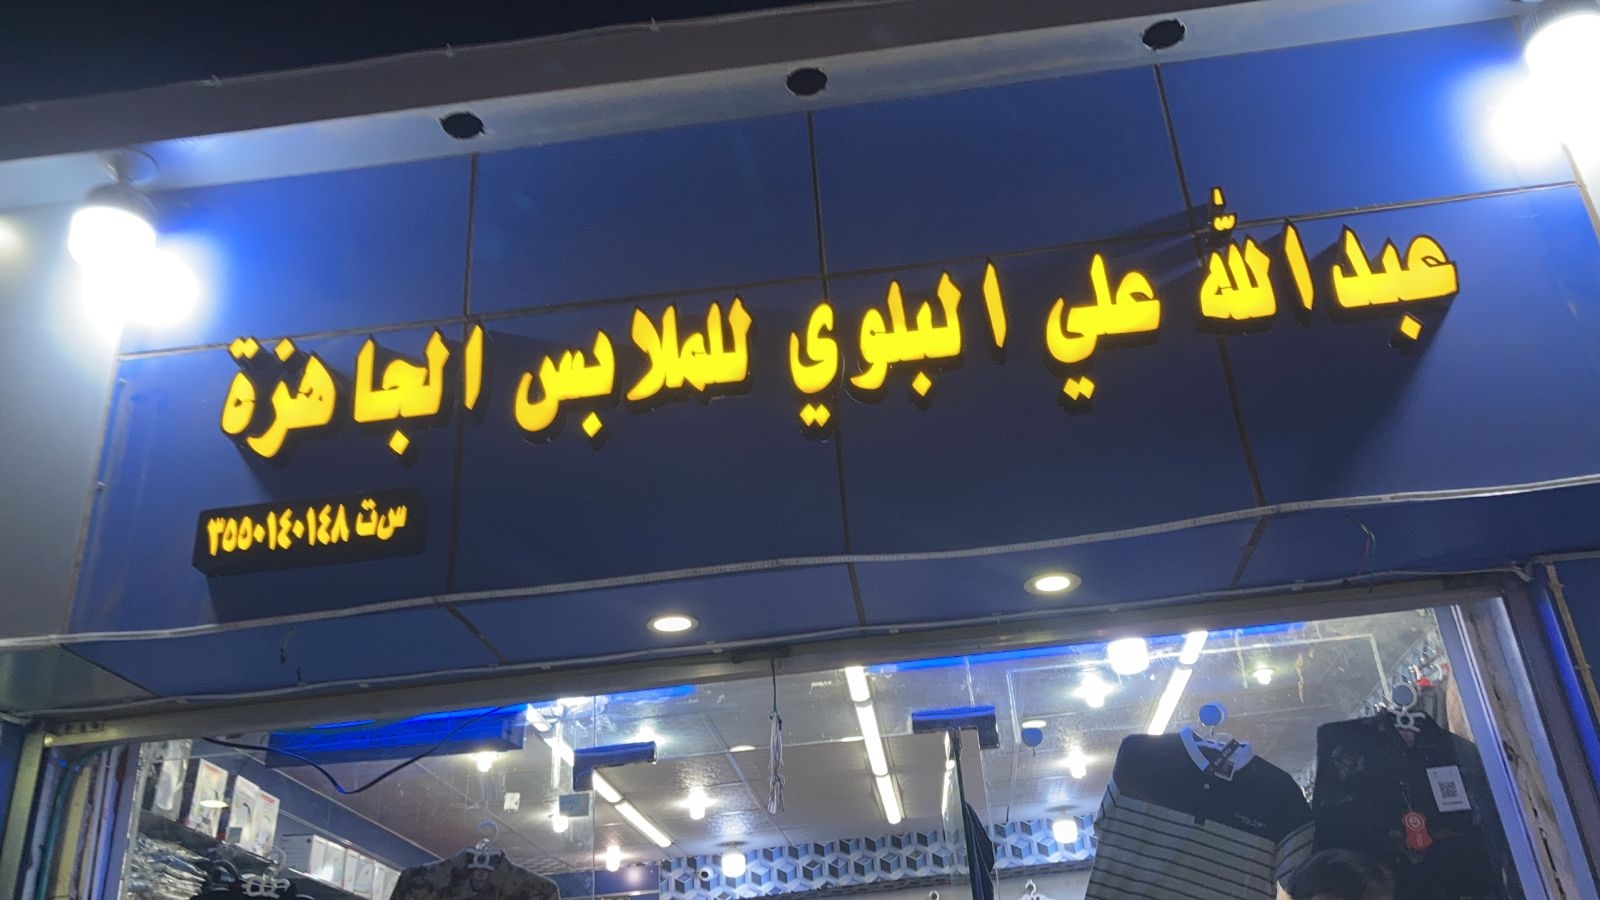 عبدالله علي البلوي للملابس الجاهزة
س ت ٣٥٥٠١٤٠١٤٨